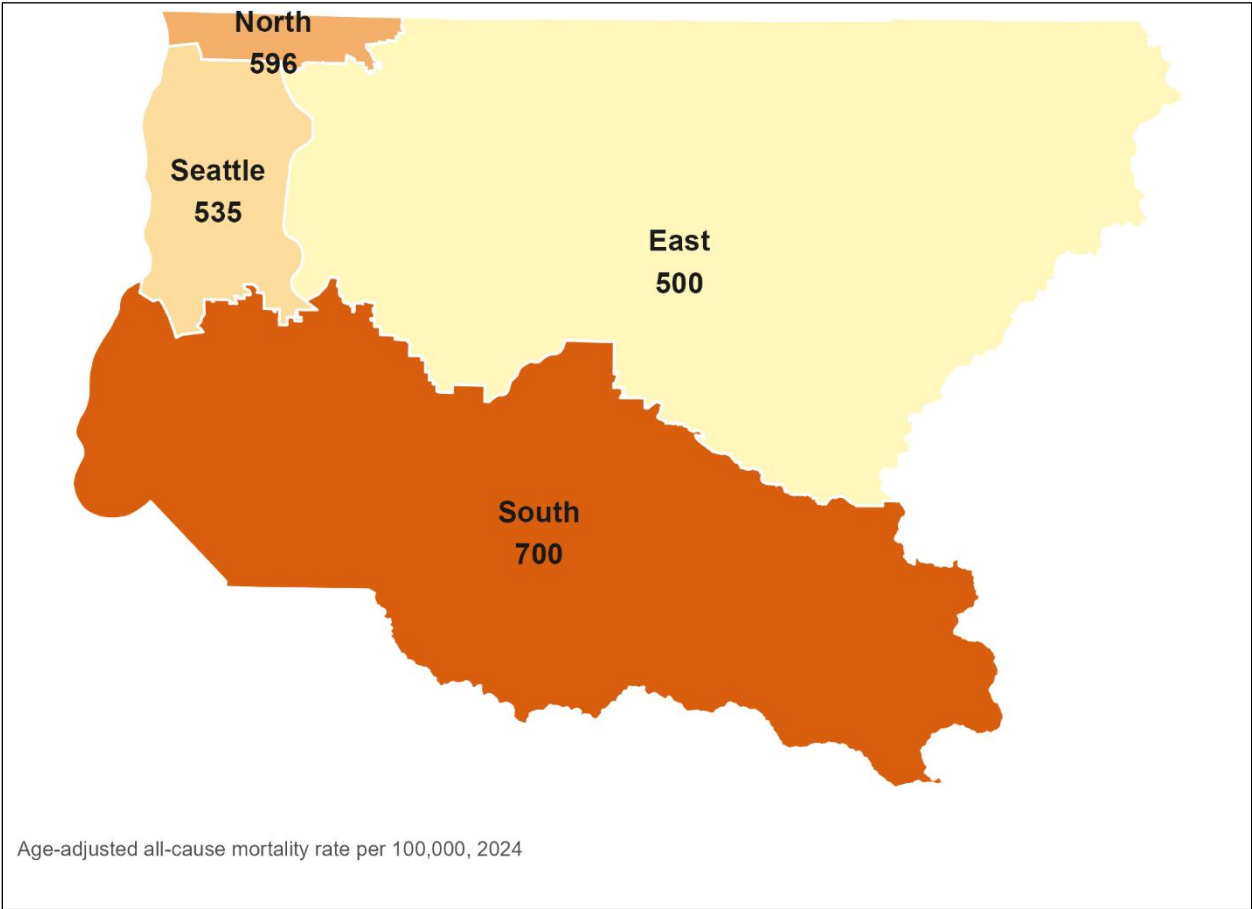 North
596
Seattle
535
East
500
South
700
Age-adjusted all-cause mortality rate per 100,000, 2024